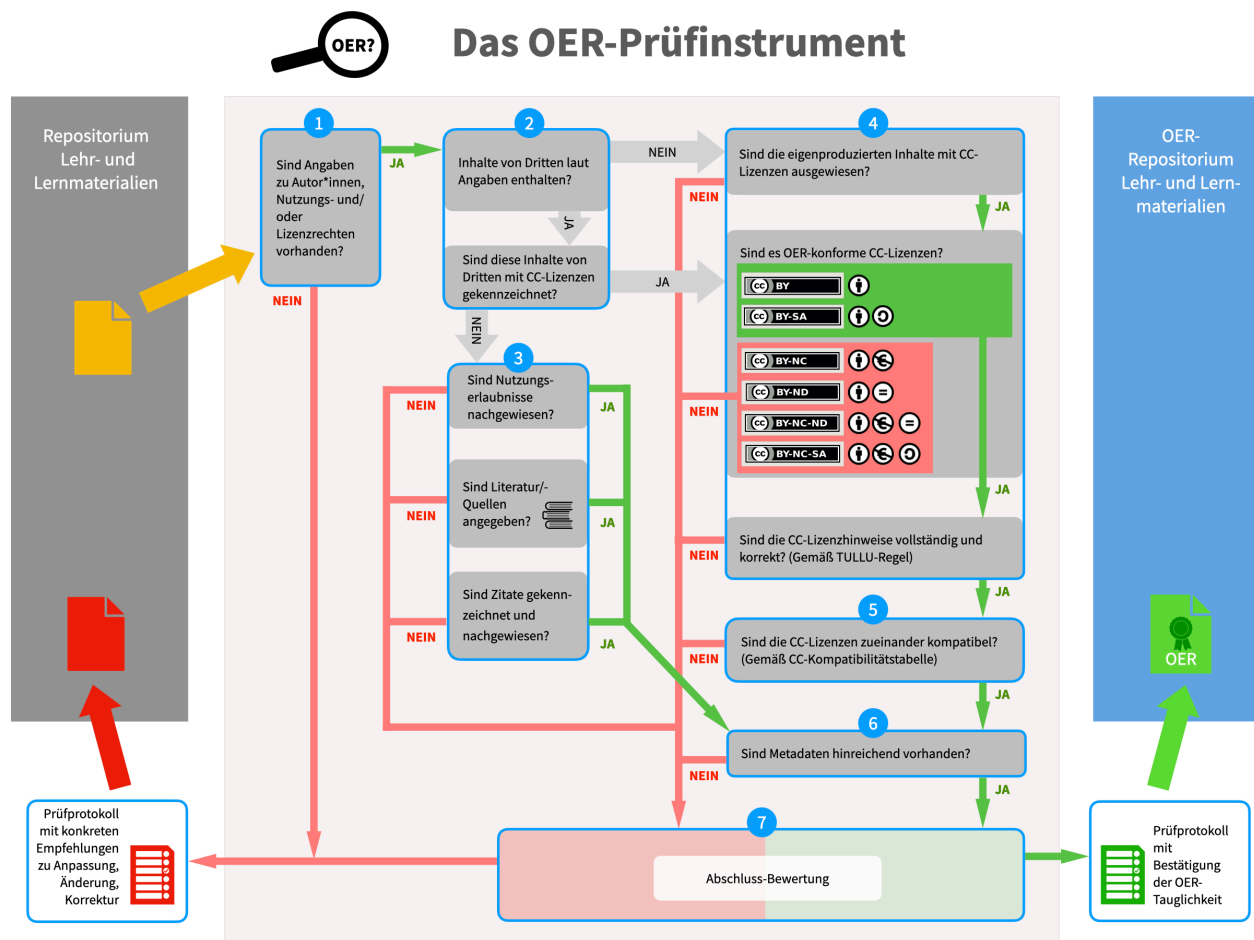 OER?
Das OER-Prüfinstrument
Repositorium
Lehr- und
Lernmaterialien
1
Sind Angaben
zu Autor*innen,
Nutzungs- und/
oder
Lizenzrechten
vorhanden?
JA
NEIN
2
Inhalte von Dritten laut
Angaben enthalten?
NEIN
JA
Sind diese Inhalte von
Dritten mit CC-Lizenzen
gekennzeichnet?
JA
NEIN
3
Sind Nutzungs-
erlaubnisse
nachgewiesen?
NEIN
JA
Sind Literatur/-
Quellen
angegeben?
NEIN
JA
Sind Zitate gekenn-
zeichnet und
nachgewiesen?
NEIN
JA
4
Sind die eigenproduzierten Inhalte mit CC-
Lizenzen ausgewiesen?
NEIN
JA
Sind es OER-konforme CC-Lizenzen?
cc BY
cc BY-SA
cc BY-NC
cc BY-ND
cc BY-NC-ND
cc BY-NC-SA
NEIN
JA
Sind die CC-Lizenzhinweise vollständig und
korrekt? (Gemäß TULLU-Regel)
NEIN
JA
5
Sind die CC-Lizenzen zueinander kompatibel?
(Gemäß CC-Kompatibilitätstabelle)
NEIN
JA
6
Sind Metadaten hinreichend vorhanden?
NEIN
JA
7
Abschluss-Bewertung
Prüfprotokoll
mit konkreten
Empfehlungen
zu Anpassung,
Änderung,
Korrektur
Prüfprotokoll
mit
Bestätigung
der OER-
Tauglichkeit
OER-
Repositorium
Lehr- und Lern-
materialien
OER